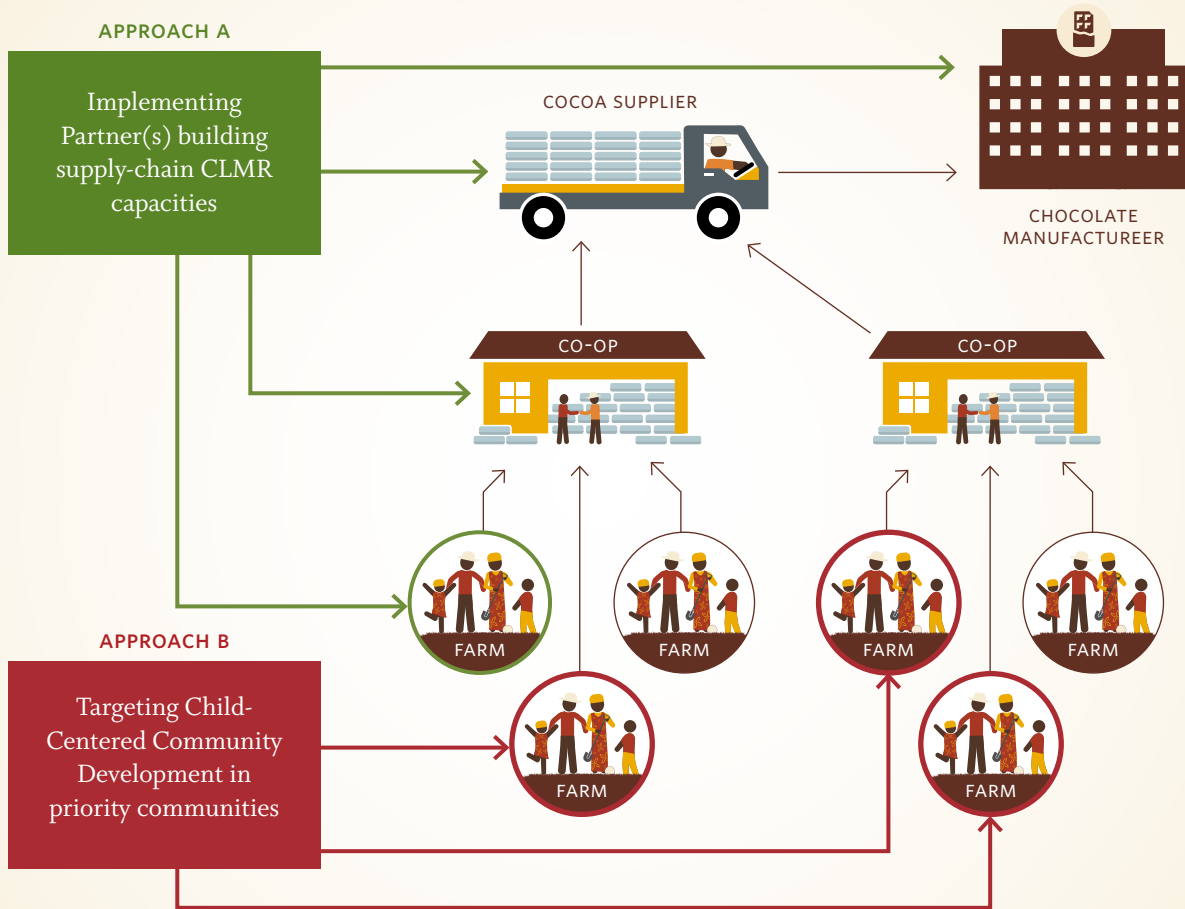 APPROACH A
Implementing
Partner(s) building
supply-chain CLMR
capacities
COCOA SUPPLIER
CHOCOLATE
MANUFACTUREER
CO-OP
CO-OP
FARM
FARM
FARM
FARM
APPROACH B
Targeting Child-
Centered Community
Development in
priority communities
FARM
FARM